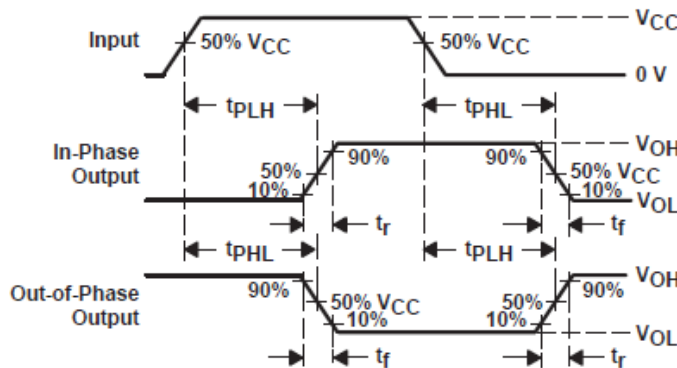 VCC
Input
50% VCC
50% VCC
0 V
tPLH
tPHL
In-Phase
Output
VOH
90%
90%
50%
50% VCC
10%
10%
VOL
tr
tf
tPHL
tPLH
Out-of-Phase
Output
VOH
90%
90%
50% VCC
50%
10%
10%
VOL
tf
tr